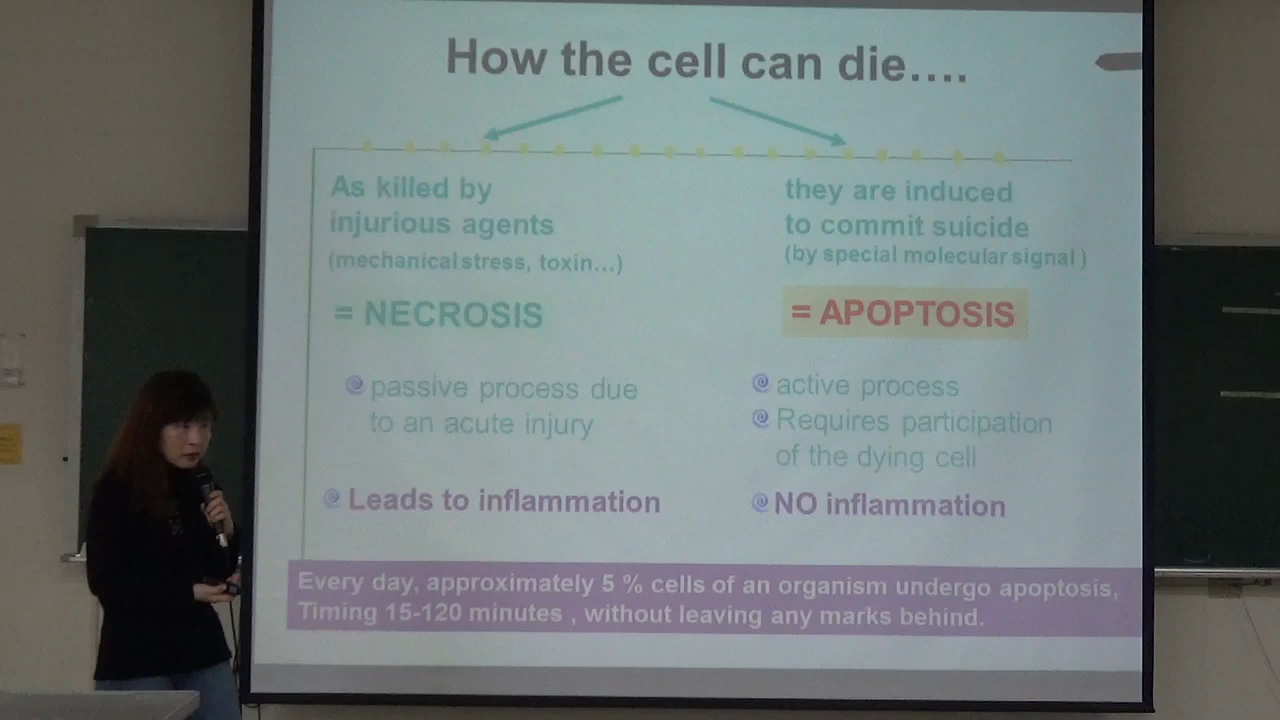 How the cell can die….
As killed by
injurious agents
(mechanical stress, toxin...)
= NECROSIS
passive process due
to an acute injury
Leads to inflammation
they are induced
to commit suicide
(by special molecular signal )
= APOPTOSIS
active process
Requires participation
of the dying cell
NO inflammation
Every day, approximately 5 % cells of an organism undergo apoptosis,
Timing 15-120 minutes , without leaving any marks behind.